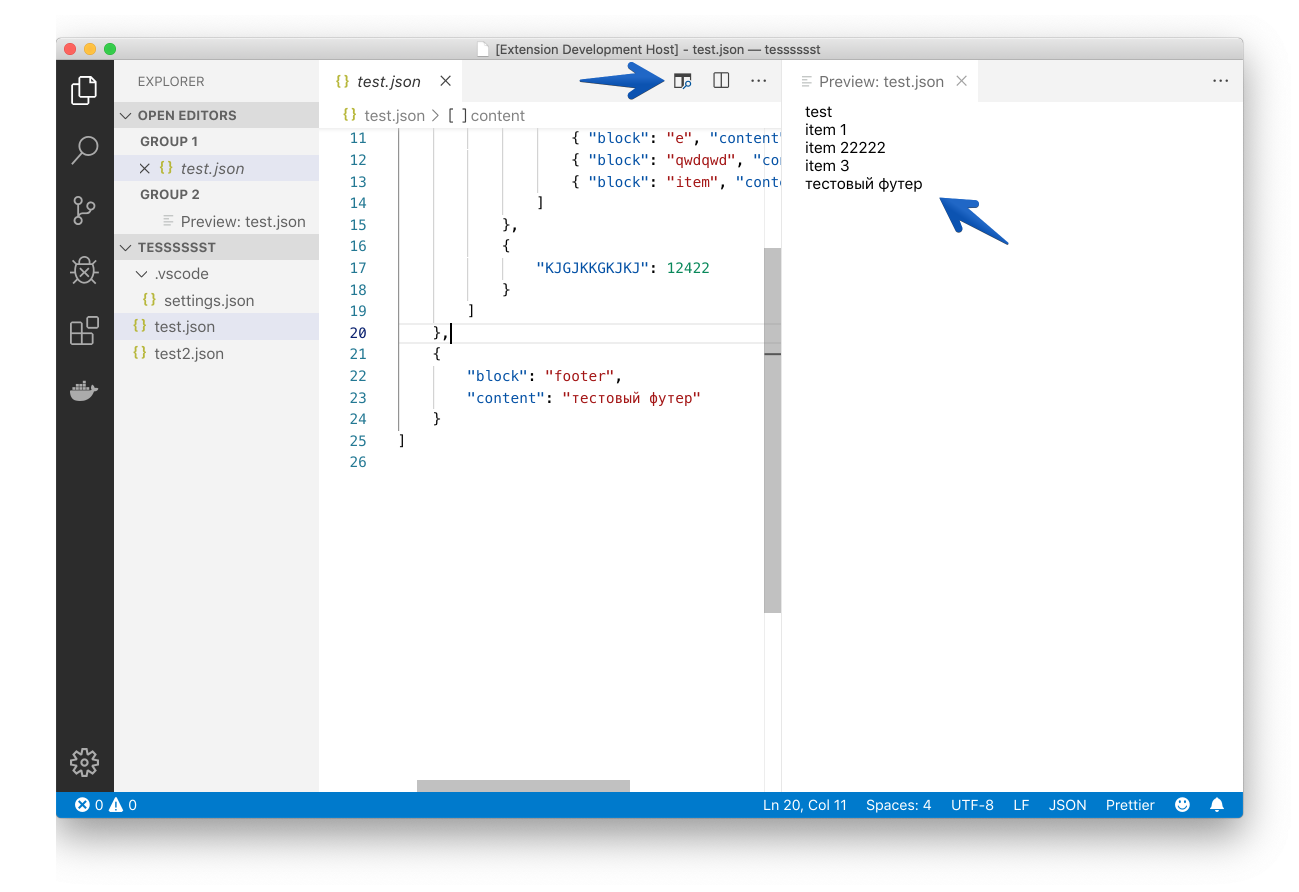 [Extension Development Host] - test.json — tesssssst
EXPLORER
OPEN EDITORS
GROUP 1
test.json
GROUP 2
Preview: test.json
TESSSSSST
.vscode
{} settings.json
{} test.json
{} test2.json
{} test.json
{} test.json > [ ] content
11 { "block": "e", "content"
12 { "block": "qwdqwd", "co
13 { "block": "item", "conte
14 ]
15 },
16 {
17 "KJGJKKGKJKJ": 12422
18 }
19 ]
20 },
21 {
22 "block": "footer",
23 "content": "тестовый футер"
24 }
25 ]
26
Preview: test.json
test
item 1
item 22222
item 3
тестовый футер
0 0
Ln 20, Col 11 Spaces: 4 UTF-8 LF JSON Prettier